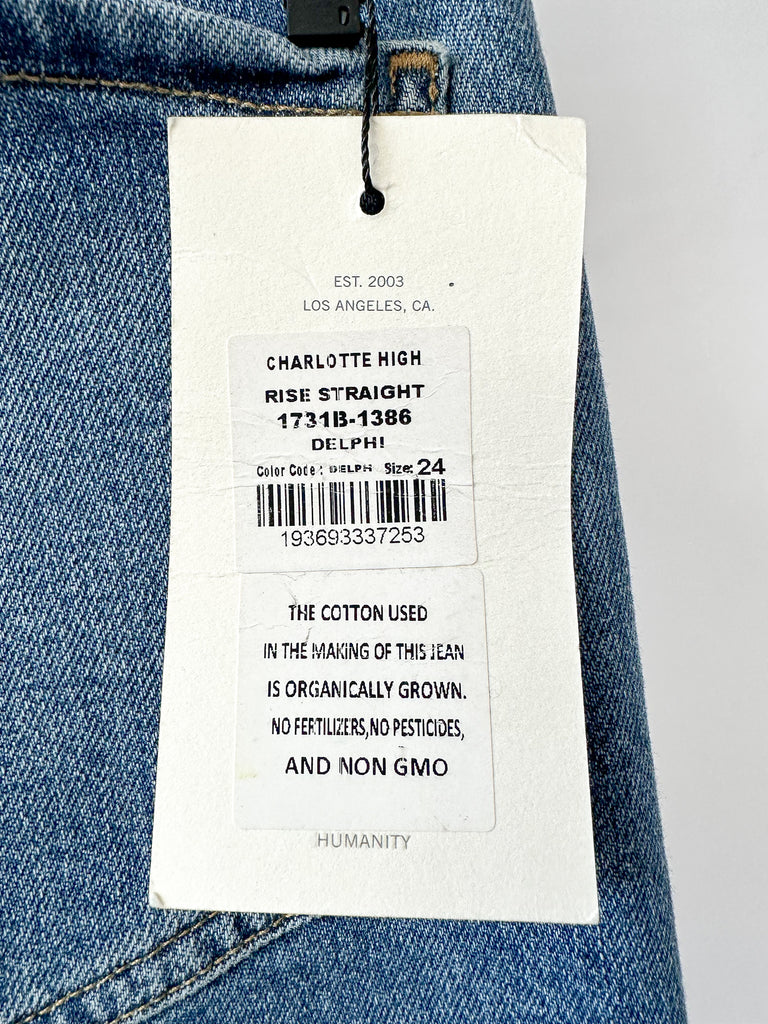 EST. 2003
LOS ANGELES, CA.
CHARLOTTE HIGH
RISE STRAIGHT
1731B-1386
DELPHI
Color Code: DELPH Size: 24
193693337253
THE COTTON USED
IN THE MAKING OF THIS JEAN
IS ORGANICALLY GROWN.
NO FERTILIZERS,NO PESTICIDES,
AND NON GMO
HUMANITY